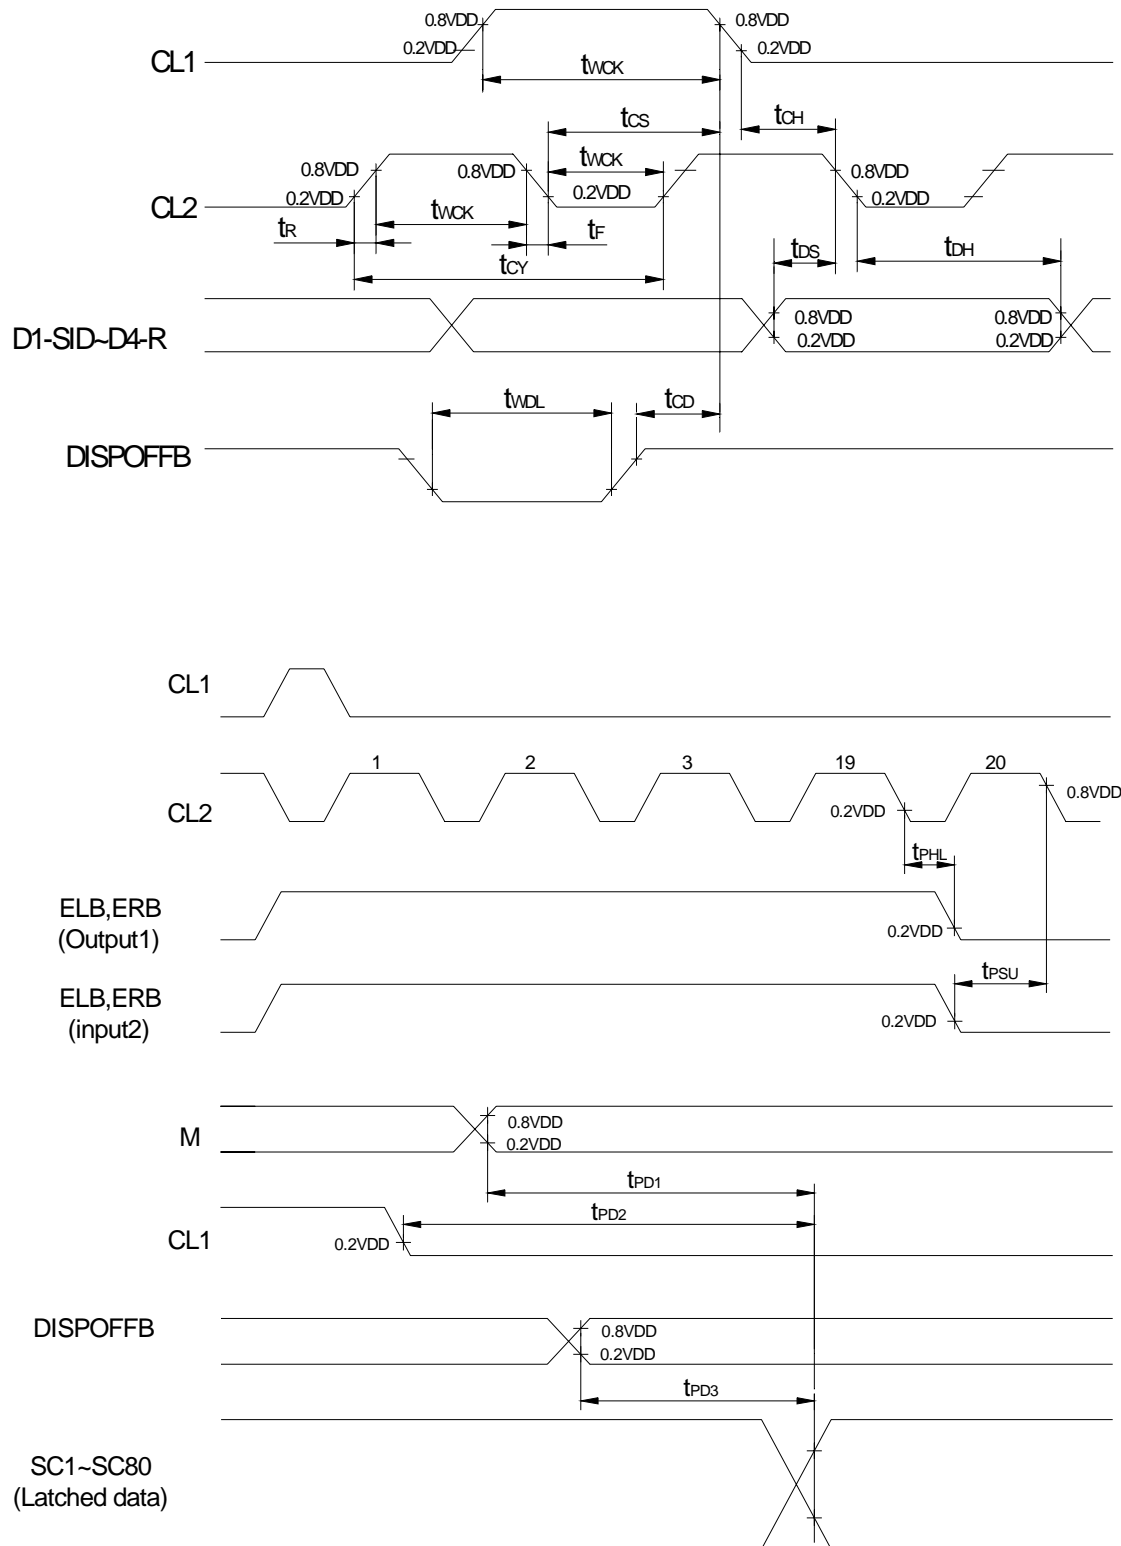 0.8VDD 0.8VDD
0.2VDD 0.2VDD
CL1
tWCK
tCS
tCH
tWCK
0.8VDD 0.8VDD 0.8VDD
0.2VDD 0.2VDD 0.2VDD
CL2
tWCK
tR tF
tDS tDH
tCY
0.8VDD 0.8VDD
D1-SID~D4-R
0.2VDD 0.2VDD
tWDL tCD
DISPOFFB
CL1
1 2 3 19 20
0.8VDD
CL2
0.2VDD
tPHL
ELB,ERB
(Output1)
0.2VDD
tPSU
ELB,ERB
(input2)
0.2VDD
0.8VDD
M
0.2VDD
tPD1
tPD2
CL1
0.2VDD
DISPOFFB
0.8VDD
0.2VDD
tPD3
SC1~SC80
(Latched data)